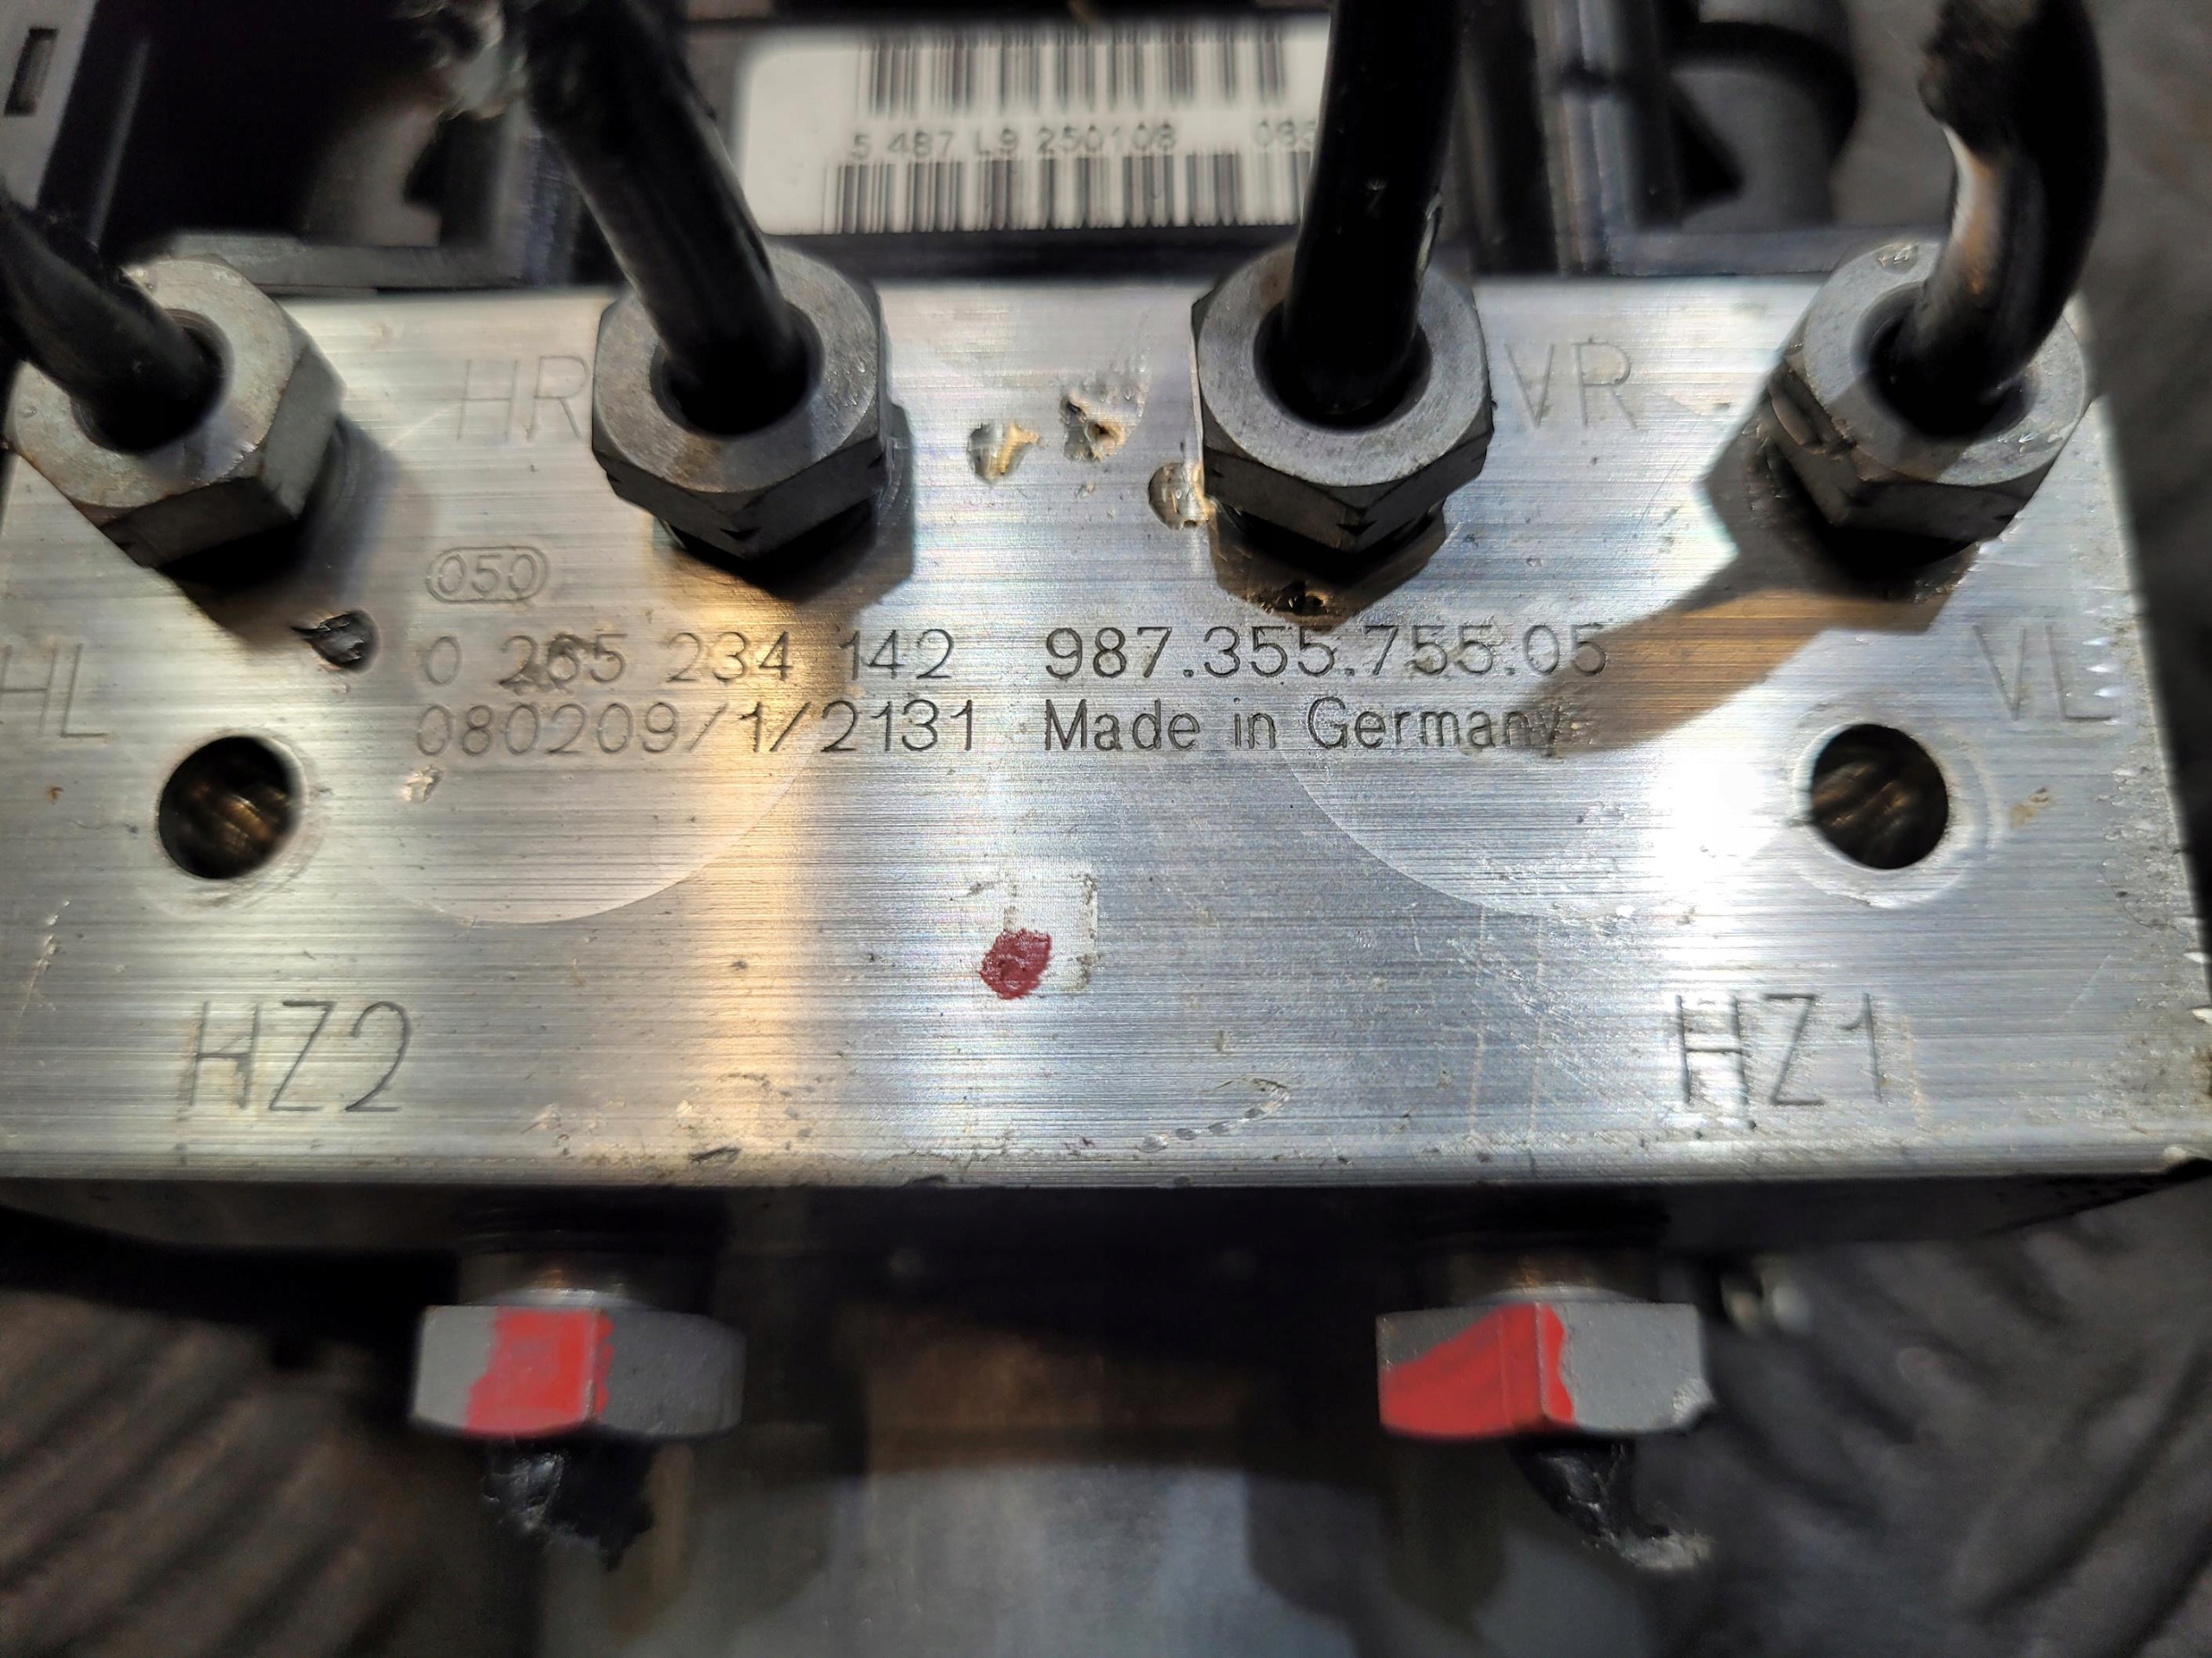 5 487 L9 250108
HR
VR
050
0 265 234 142 987.355.755.05
HL
VL
080209/1/2131 Made in Germany
HZ2
HZ1